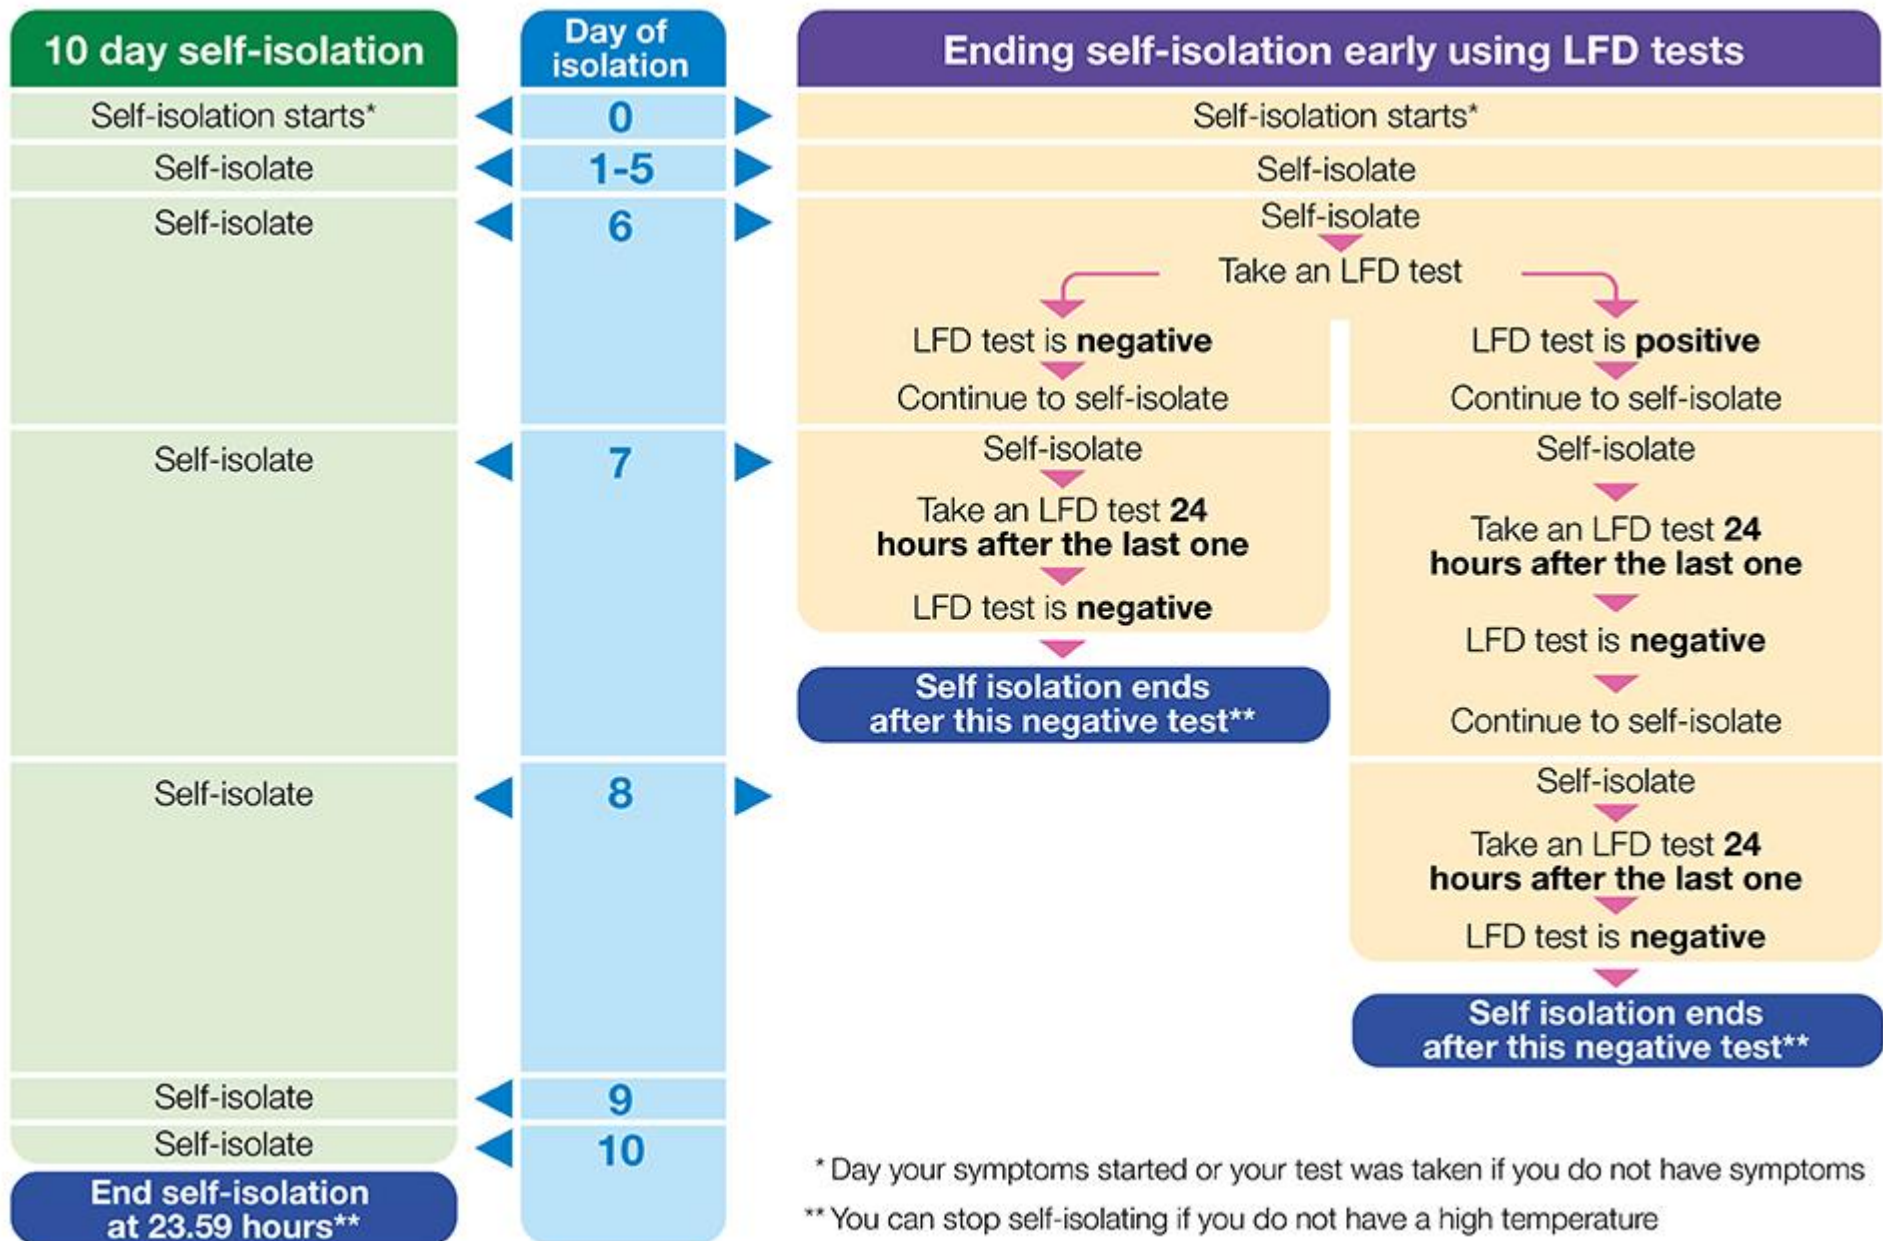 10 day self-isolation
Day of
isolation
Ending self-isolation early using LFD tests
Self-isolation starts*
0
Self-isolation starts*
Self-isolate
1-5
Self-isolate
Self-isolate
6
Self-isolate
Take an LFD test
LFD test is negative
Continue to self-isolate
LFD test is positive
Continue to self-isolate
Self-isolate
7
Self-isolate
Take an LFD test 24
hours after the last one
LFD test is negative
Self isolation ends
after this negative test**
Self-isolate
Take an LFD test 24
hours after the last one
LFD test is negative
Continue to self-isolate
Self-isolate
8
Self-isolate
Take an LFD test 24
hours after the last one
LFD test is negative
Self isolation ends
after this negative test**
Self-isolate
9
Self-isolate
10
End self-isolation
at 23.59 hours**
* Day your symptoms started or your test was taken if you do not have symptoms
** You can stop self-isolating if you do not have a high temperature